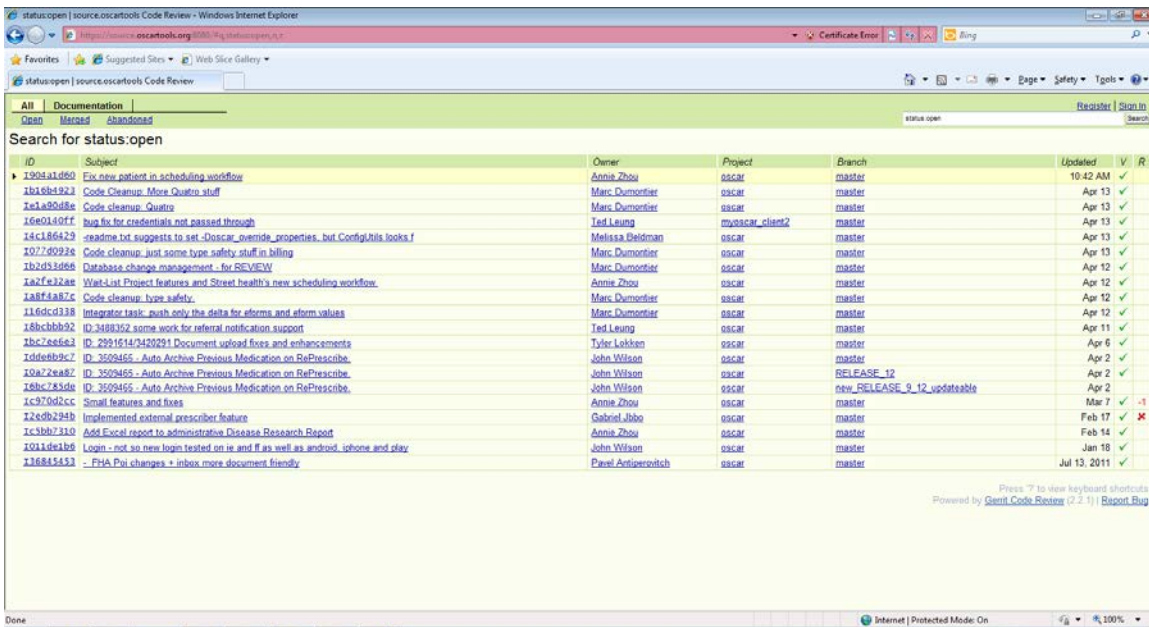 status:open | source.oscartools Code Review - Windows Internet Explorer
https://source.oscartools.org:8080/#q,status:open,n,z Certificate Error Bing
Favorites Suggested Sites Web Slice Gallery
status:open | source.oscartools Code Review Page Safety Tools
All Documentation Register Sign In
Open Merged Abandoned status:open Search
Search for status:open
ID Subject Owner Project Branch Updated V R
I904a1d60 Fix new patient in scheduling workflow Annie Zhou oscar master 10:42 AM ✓
Ib16b4923 Code Cleanup: More Quatro stuff Marc Dumontier oscar master Apr 13 ✓
Ie1a90d8e Code cleanup: Quatro Marc Dumontier oscar master Apr 13 ✓
I6e0140ff bug fix for credentials not passed through Ted Leung myoscar_client2 master Apr 13 ✓
I4c186429 -readme.txt suggests to set -Doscar_override_properties, but ConfigUtils looks f Melissa Beldman oscar master Apr 13 ✓
I077d093e Code cleanup: just some type safety stuff in billing Marc Dumontier oscar master Apr 13 ✓
Ib2d53d66 Database change management - for REVIEW Marc Dumontier oscar master Apr 12 ✓
Ia2fe32ae Wait-List Project features and Street health's new scheduling workflow. Annie Zhou oscar master Apr 12 ✓
Ia8f4a87c Code cleanup: type safety. Marc Dumontier oscar master Apr 12 ✓
I16dcd338 Integrator task: push only the delta for eforms and eform values Marc Dumontier oscar master Apr 12 ✓
I8bcbbb92 ID:3488352 some work for referral notification support Ted Leung oscar master Apr 11 ✓
Ibc7ee6e3 ID: 2991614/3420291 Document upload fixes and enhancements Tyler Lokken oscar master Apr 6 ✓
Idde6b9c7 ID: 3509465 - Auto Archive Previous Medication on RePrescribe. John Wilson oscar master Apr 2 ✓
I0a72ea87 ID: 3509465 - Auto Archive Previous Medication on RePrescribe. John Wilson oscar RELEASE_12 Apr 2 ✓
I6bc785de ID: 3509465 - Auto Archive Previous Medication on RePrescribe. John Wilson oscar new_RELEASE_9_12_updateable Apr 2
Ic970d2cc Small features and fixes Annie Zhou oscar master Mar 7 ✓ -1
I2edb294b Implemented external prescriber feature Gabriel Jbbo oscar master Feb 17 ✓ ✗
Ic5bb7310 Add Excel report to administrative Disease Research Report Annie Zhou oscar master Feb 14 ✓
I011de1b6 Login - not so new login tested on ie and ff as well as android, iphone and play John Wilson oscar master Jan 18 ✓
I36845453 - FHA Poi changes + inbox more document friendly Pavel Antiperovitch oscar master Jul 13, 2011 ✓
Press '?' to view keyboard shortcuts
Powered by Gerrit Code Review (2.2.1) | Report Bug
Done Internet | Protected Mode: On 100%